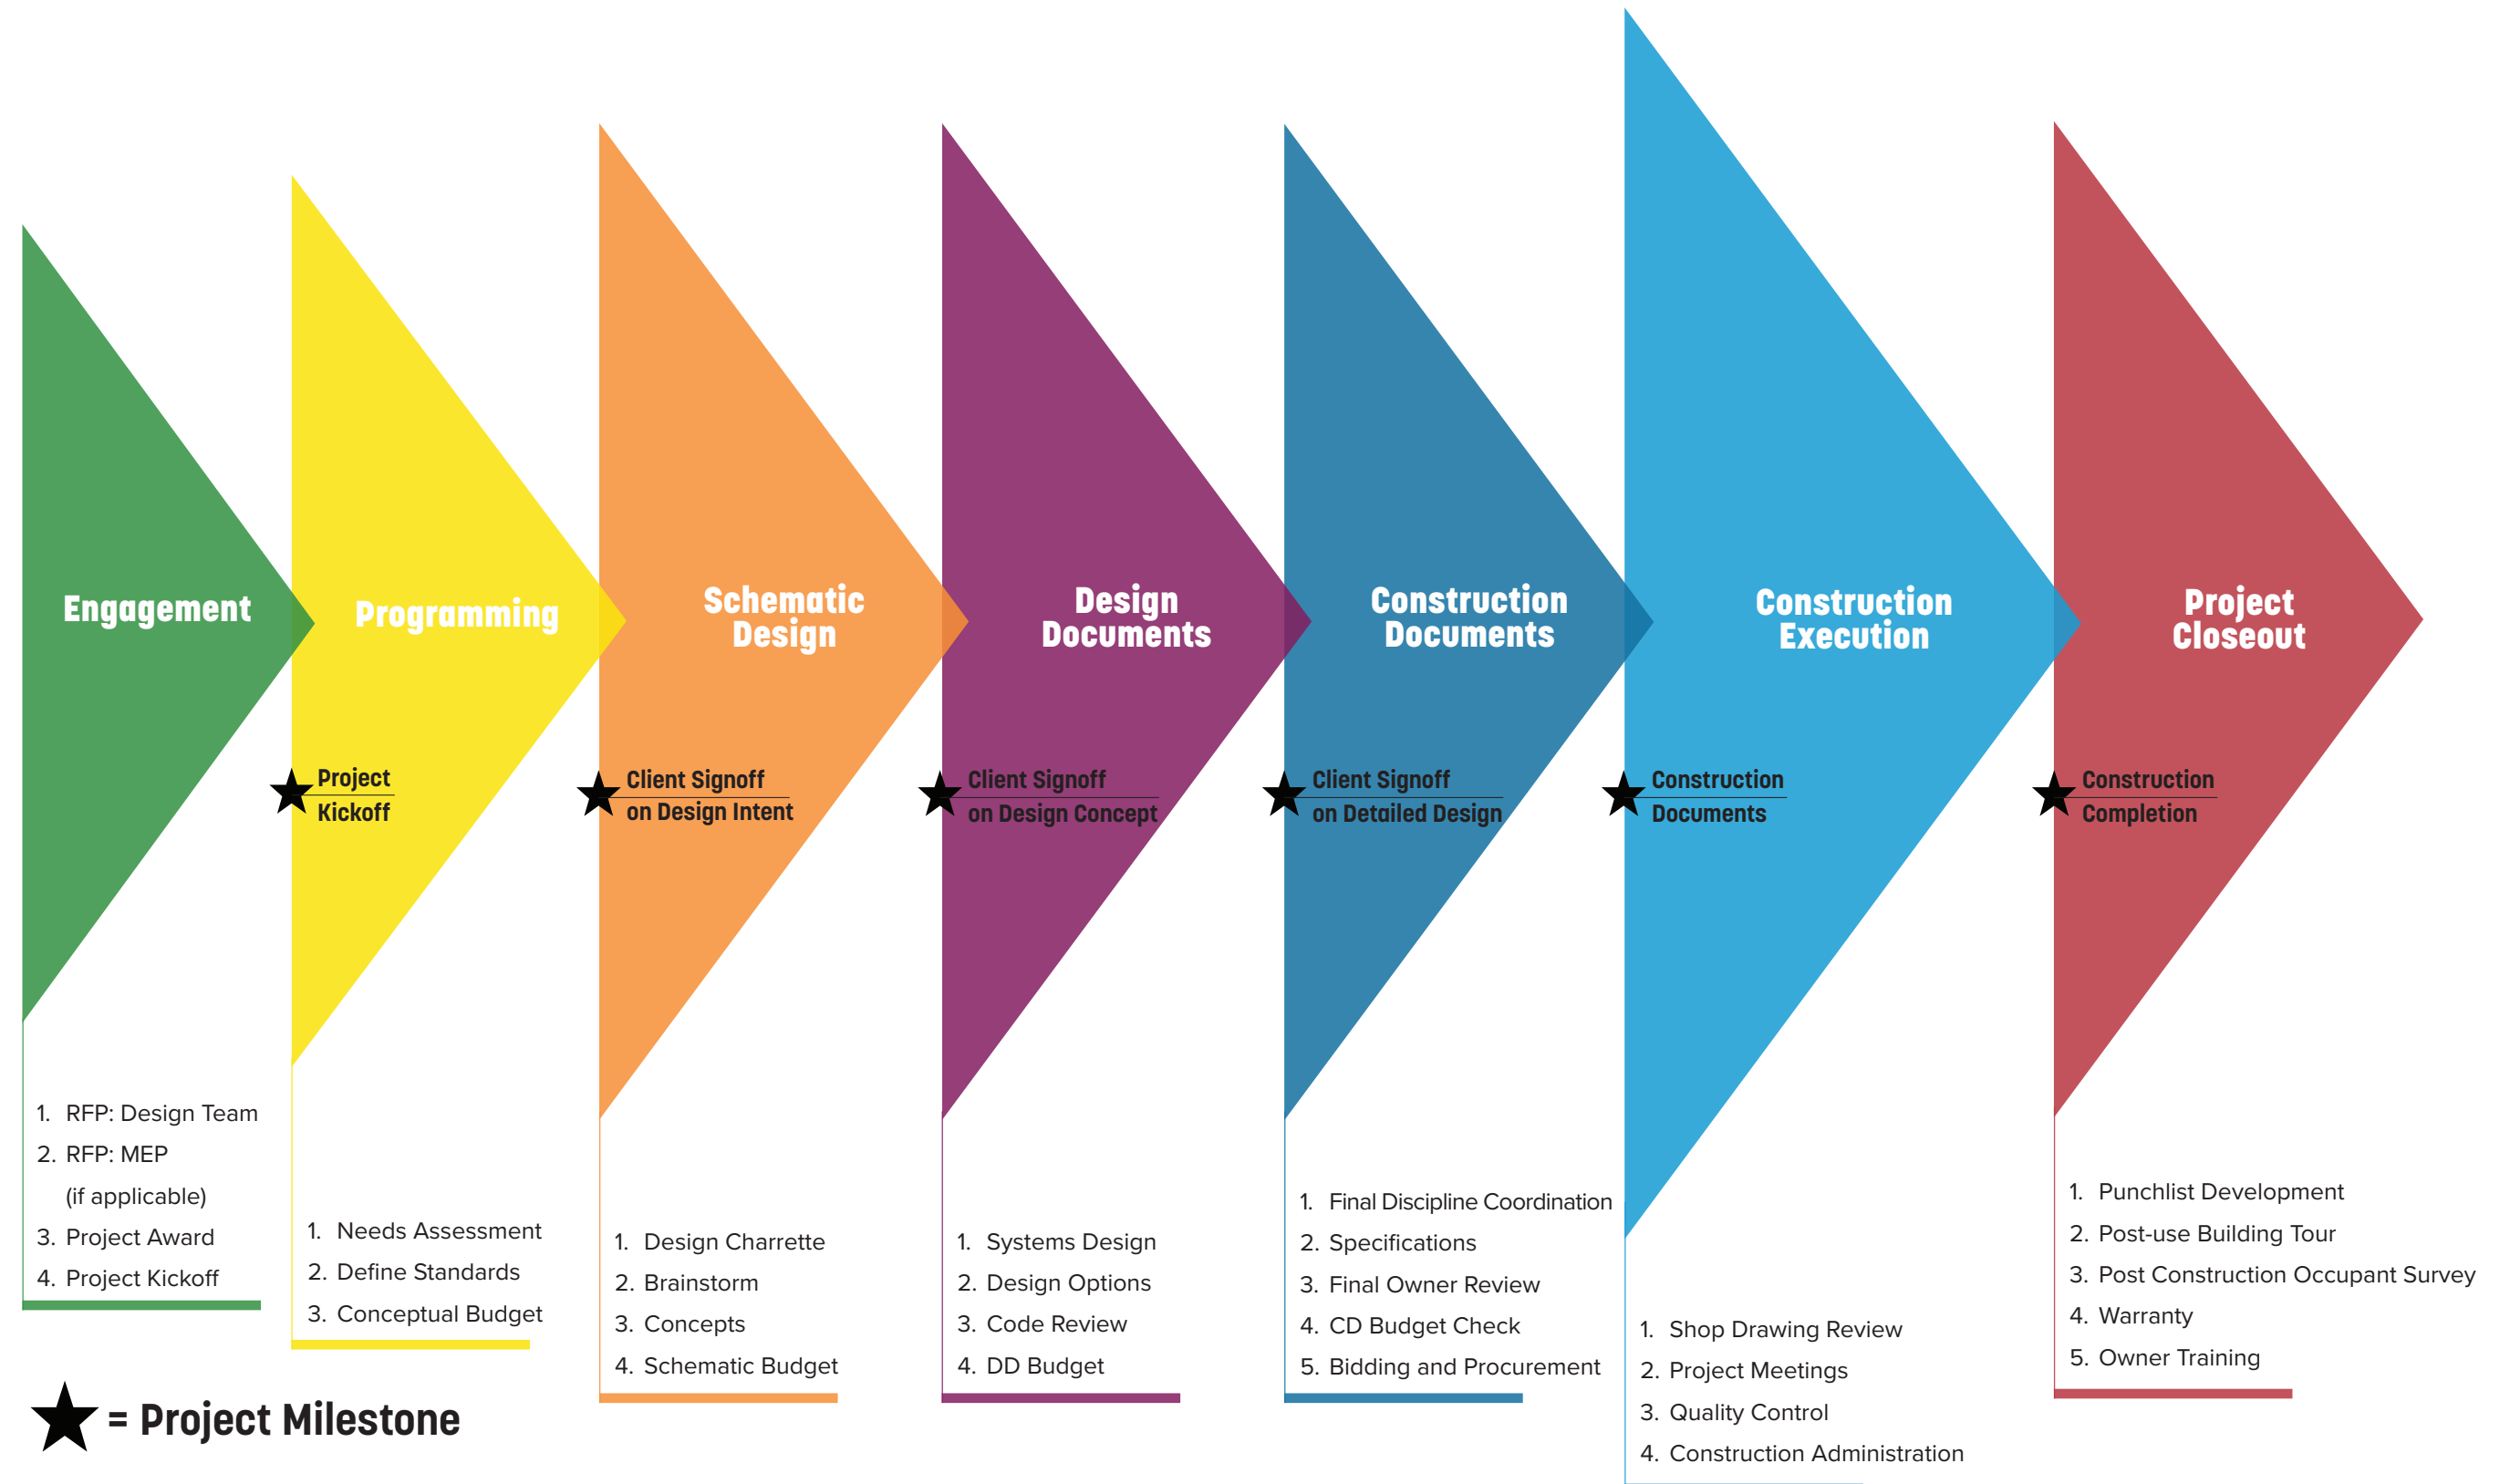 Engagement
Programming
Schematic
Design
Design
Documents
Construction
Documents
Construction
Execution
Project
Closeout
Project
Kickoff
Client Signoff
on Design Intent
Client Signoff
on Design Concept
Client Signoff
on Detailed Design
Construction
Documents
Construction
Completion
1. RFP: Design Team
2. RFP: MEP
(if applicable)
3. Project Award
4. Project Kickoff
1. Needs Assessment
2. Define Standards
3. Conceptual Budget
1. Design Charrette
2. Brainstorm
3. Concepts
4. Schematic Budget
1. Systems Design
2. Design Options
3. Code Review
4. DD Budget
1. Final Discipline Coordination
2. Specifications
3. Final Owner Review
4. CD Budget Check
5. Bidding and Procurement
1. Shop Drawing Review
2. Project Meetings
3. Quality Control
4. Construction Administration
1. Punchlist Development
2. Post-use Building Tour
3. Post Construction Occupant Survey
4. Warranty
5. Owner Training
= Project Milestone